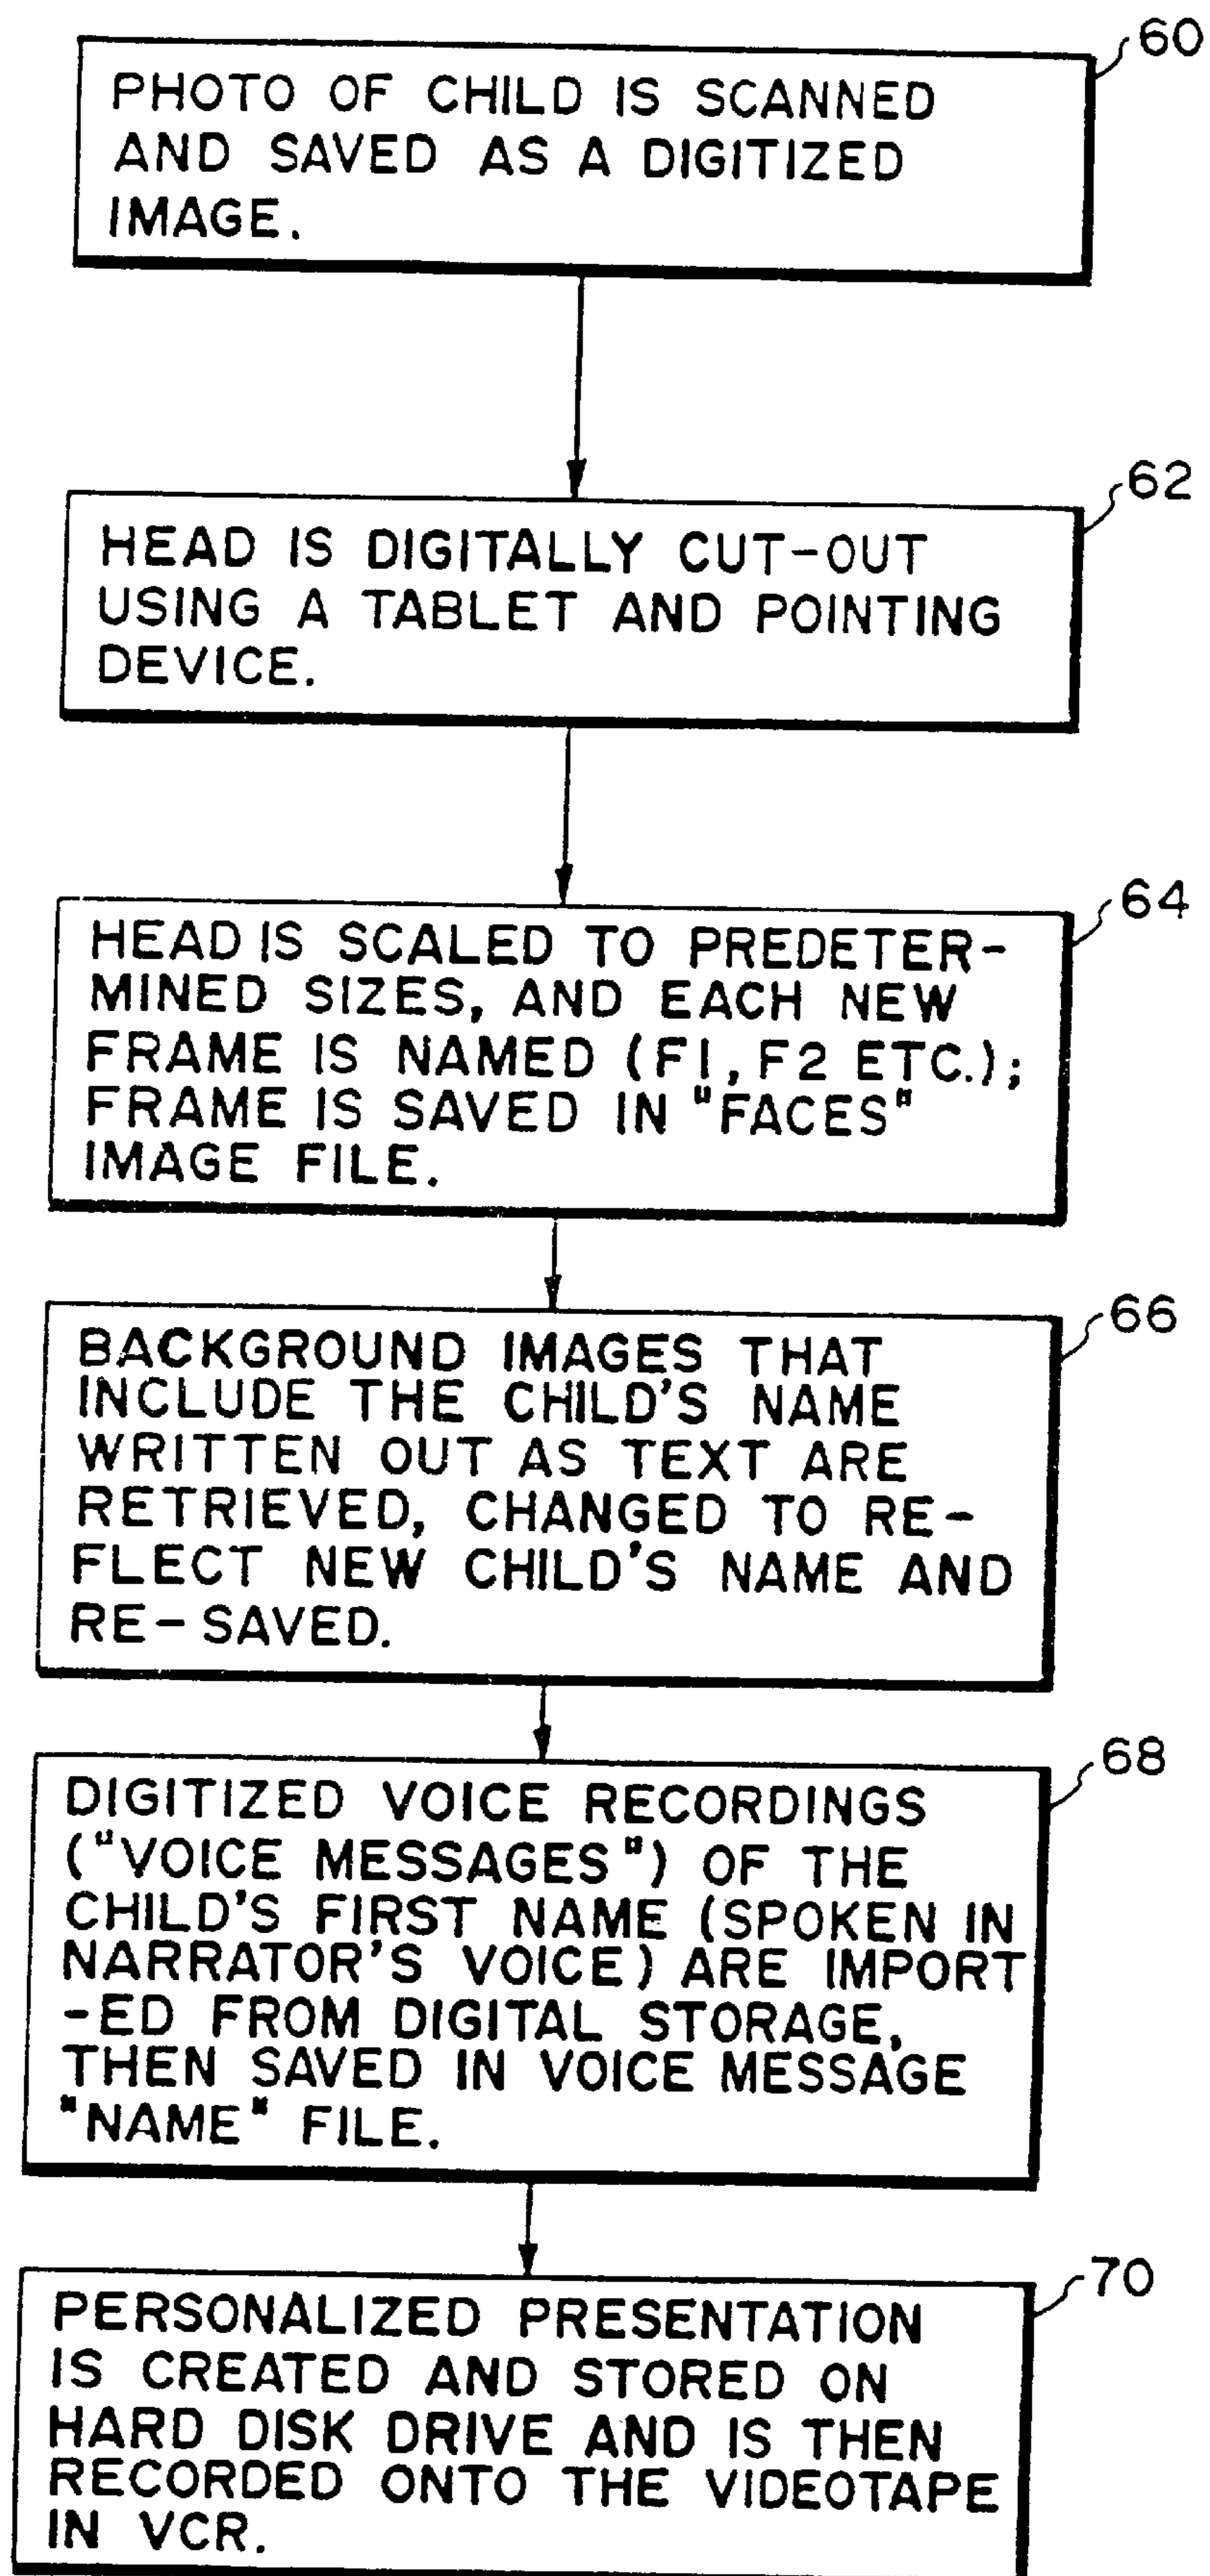 60
PHOTO OF CHILD IS SCANNED
AND SAVED AS A DIGITIZED
IMAGE.
62
HEAD IS DIGITALLY CUT-OUT
USING A TABLET AND POINTING
DEVICE.
64
HEAD IS SCALED TO PREDETER-
MINED SIZES, AND EACH NEW
FRAME IS NAMED (F1, F2 ETC.);
FRAME IS SAVED IN "FACES"
IMAGE FILE.
66
BACKGROUND IMAGES THAT
INCLUDE THE CHILD'S NAME
WRITTEN OUT AS TEXT ARE
RETRIEVED, CHANGED TO RE-
FLECT NEW CHILD'S NAME AND
RE-SAVED.
68
DIGITIZED VOICE RECORDINGS
("VOICE MESSAGES") OF THE
CHILD'S FIRST NAME (SPOKEN IN
NARRATOR'S VOICE) ARE IMPORT
-ED FROM DIGITAL STORAGE,
THEN SAVED IN VOICE MESSAGE
"NAME" FILE.
70
PERSONALIZED PRESENTATION
IS CREATED AND STORED ON
HARD DISK DRIVE AND IS THEN
RECORDED ONTO THE VIDEOTAPE
IN VCR.